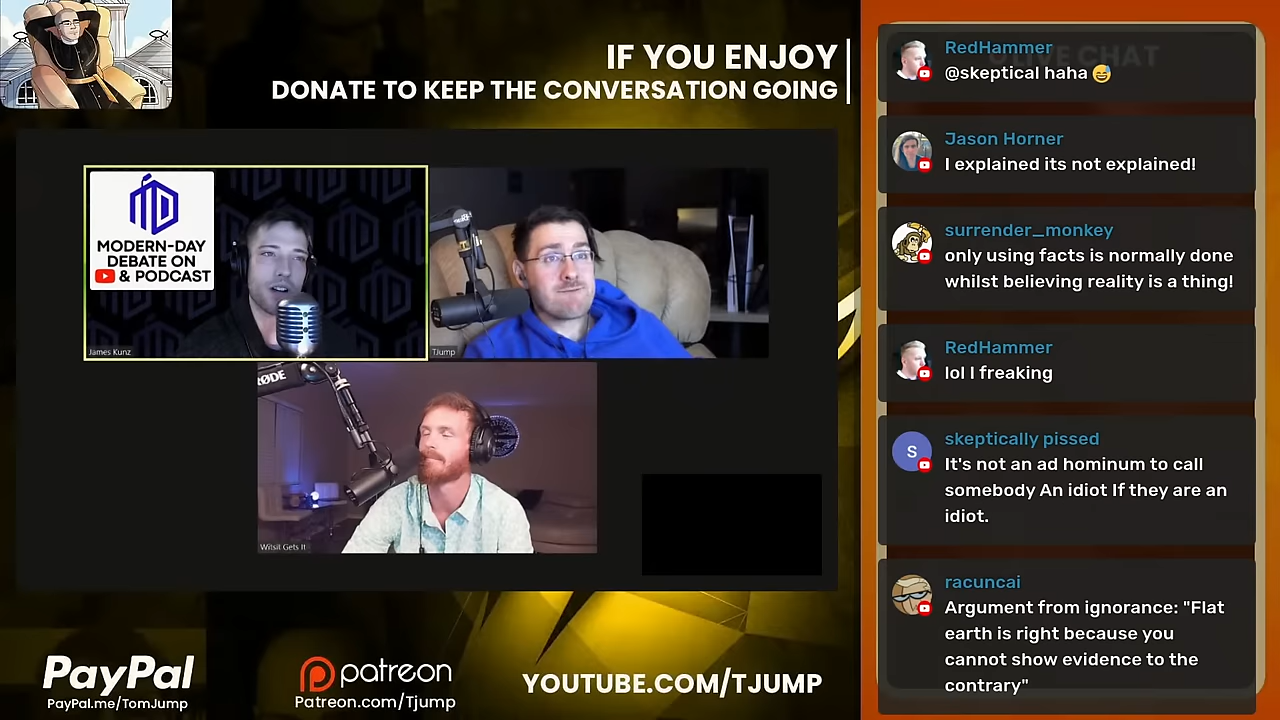 IF YOU ENJOY
DONATE TO KEEP THE CONVERSATION GOING
MODERN-DAY
DEBATE ON
& PODCAST
James Kunz
TJump
RØDE
Witsit Gets It
PayPal
PayPal.me/TomJump
patreon
Patreon.com/Tjump
YOUTUBE.COM/TJUMP
LIVE CHAT
RedHammer
@skeptical haha 😅
Jason Horner
I explained its not explained!
surrender_monkey
only using facts is normally done
whilst believing reality is a thing!
RedHammer
lol I freaking
S
skeptically pissed
It's not an ad hominum to call
somebody An idiot If they are an
idiot.
racuncai
Argument from ignorance: "Flat
earth is right because you
cannot show evidence to the
contrary"